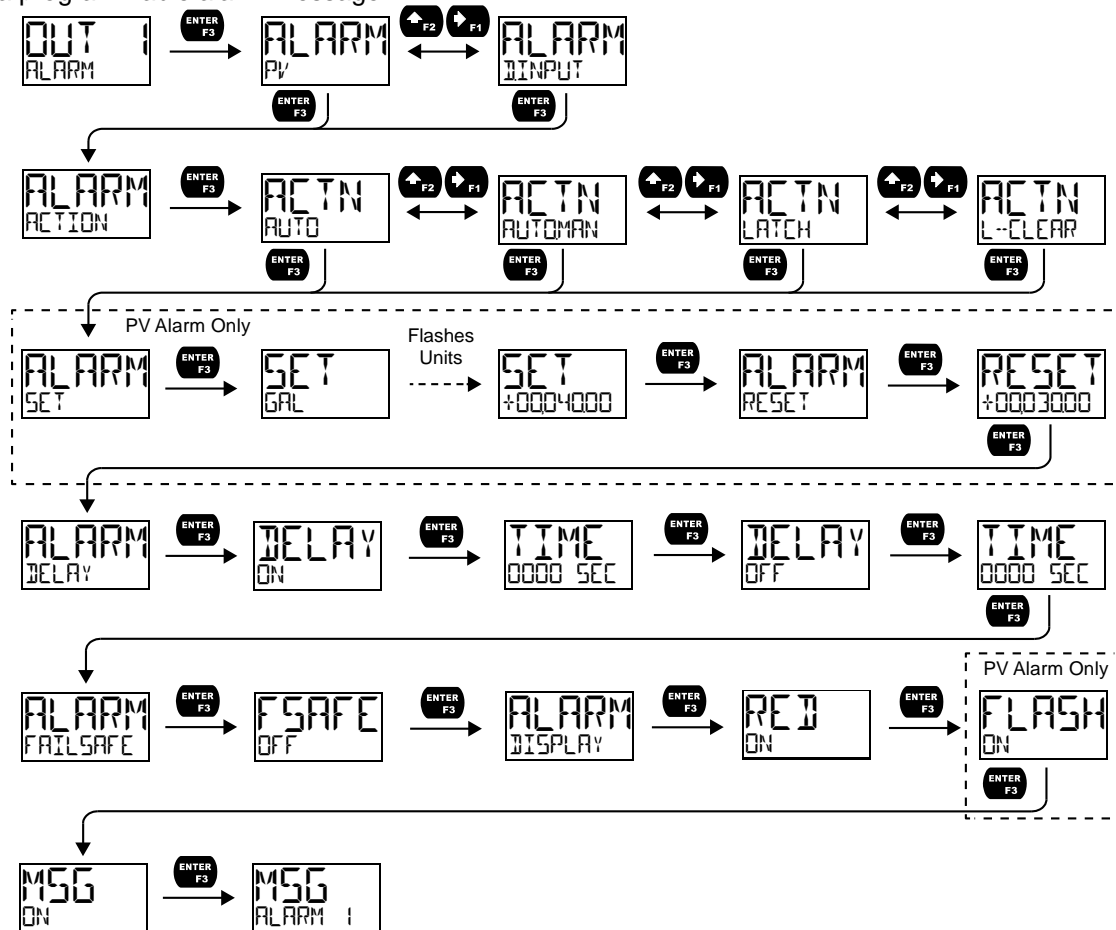 ENTER F3
F2 F1
OUT 1
ALARM
ALARM
PV
ALARM
D.INPUT
ENTER F3
ENTER F3
ALARM
ACTION
ENTER F3
ACTN
AUTO
F2 F1
ACTN
AUTOMAN
F2 F1
ACTN
LATCH
F2 F1
ACTN
L--CLEAR
ENTER F3
ENTER F3
ENTER F3
ENTER F3
PV Alarm Only
ALARM
SET
ENTER F3
SET
GAL
Flashes
Units
SET
+00,040.00
ENTER F3
ALARM
RESET
ENTER F3
RESET
+00,030.00
ENTER F3
ALARM
DELAY
ENTER F3
DELAY
ON
ENTER F3
TIME
0000 SEC
ENTER F3
DELAY
OFF
ENTER F3
TIME
0000 SEC
ENTER F3
ALARM
FAILSAFE
ENTER F3
FSAFE
OFF
ENTER F3
ALARM
DISPLAY
ENTER F3
RED
ON
ENTER F3
PV Alarm Only
FLASH
ON
ENTER F3
MSG
ON
ENTER F3
MSG
ALARM 1